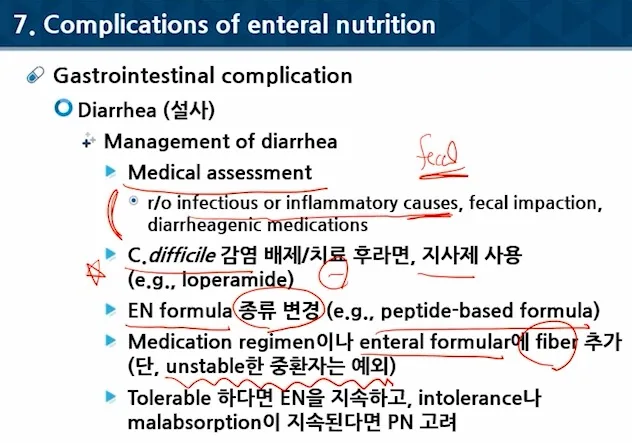 7. Complications of enteral nutrition
Gastrointestinal complication
Diarrhea (설사)
Management of diarrhea
fecal
Medical assessment
r/o infectious or inflammatory causes, fecal impaction,
diarrheagenic medications
C.difficile 감염 배제/치료 후라면, 지사제 사용
(e.g., loperamide)
EN formula 종류 변경 (e.g., peptide-based formula)
Medication regimen이나 enteral formular에 fiber 추가
(단, unstable한 중환자는 예외)
Tolerable 하다면 EN을 지속하고, intolerance나
malabsorption이 지속된다면 PN 고려